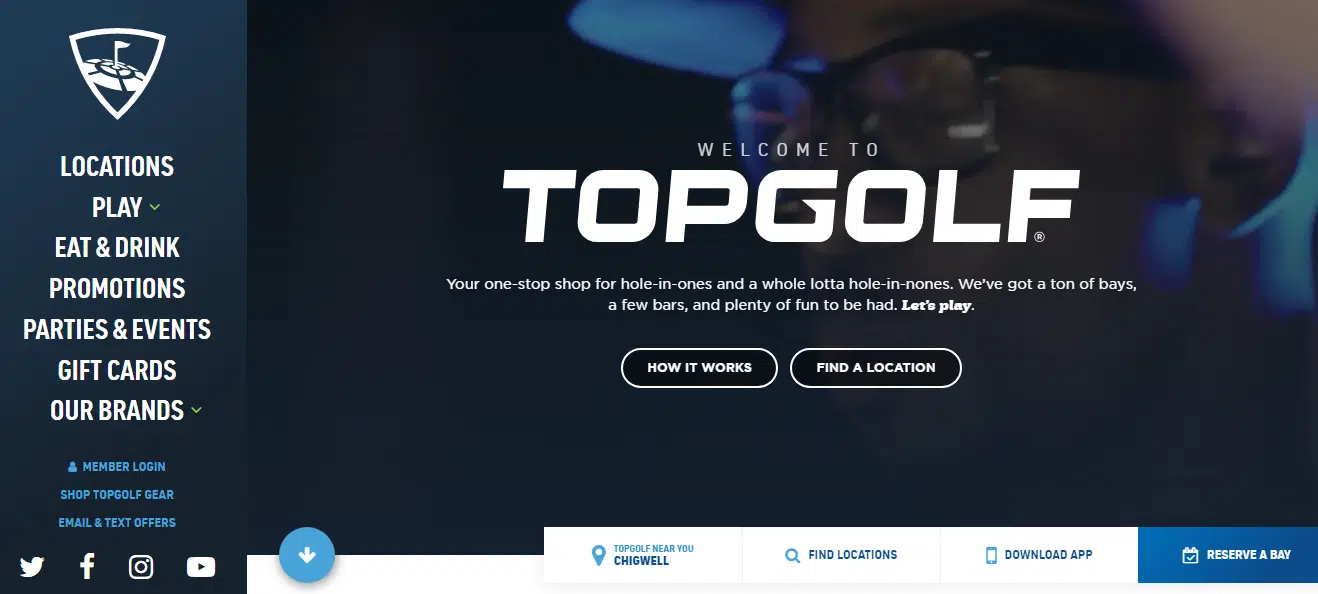 LOCATIONS
PLAY
EAT & DRINK
PROMOTIONS
PARTIES & EVENTS
GIFT CARDS
OUR BRANDS
MEMBER LOGIN
SHOP TOPGOLF GEAR
EMAIL & TEXT OFFERS
WELCOME TO
TOPGOLF®
Your one-stop shop for hole-in-ones and a whole lotta hole-in-nones. We’ve got a ton of bays,
a few bars, and plenty of fun to be had. Let's play.
HOW IT WORKS
FIND A LOCATION
TOPGOLF NEAR YOU
CHIGWELL
FIND LOCATIONS
DOWNLOAD APP
RESERVE A BAY